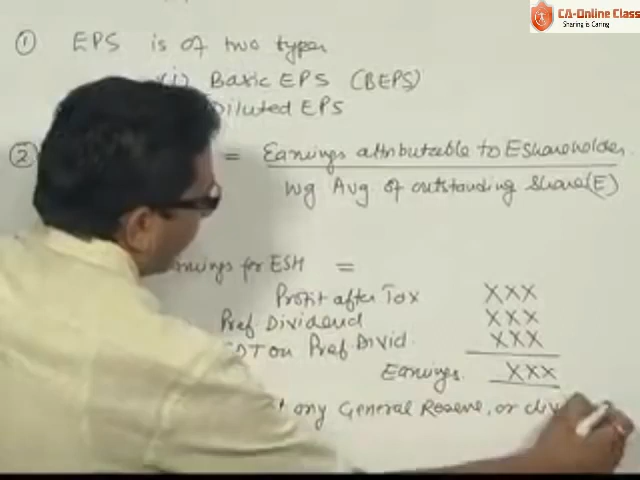 CA-Online Class
Sharing is Caring
① EPS is of two types
(i) Basic EPS (BEPS)
Diluted EPS
② = Earnings attributable to Eshareholder
Wg Avg of outstanding Share(E)
Earnings for ESH =
Profit after Tax XXX
Pref Dividend XXX
on Pref Divid. XXX
Earnings XXX
any General Reserve, or